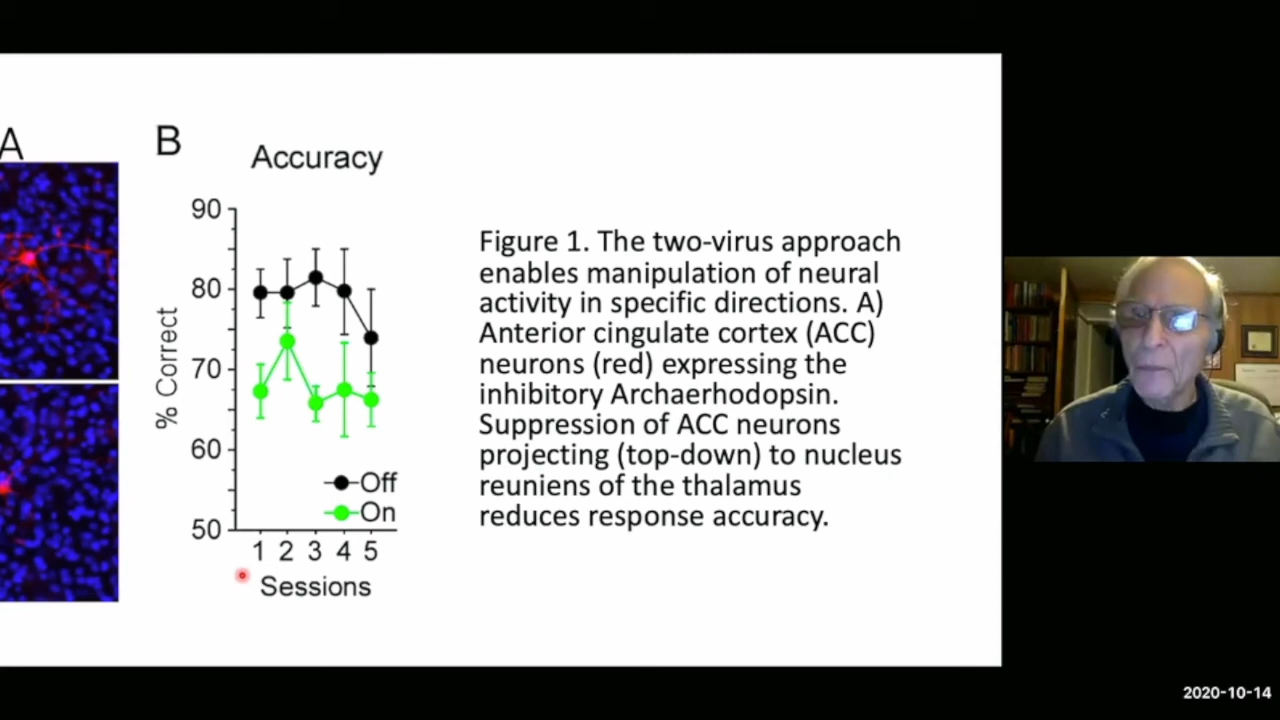 A
B
Accuracy
90
80
70
60
50
% Correct
Off
On
1 2 3 4 5
Sessions
Figure 1. The two-virus approach
enables manipulation of neural
activity in specific directions. A)
Anterior cingulate cortex (ACC)
neurons (red) expressing the
inhibitory Archaerhodopsin.
Suppression of ACC neurons
projecting (top-down) to nucleus
reuniens of the thalamus
reduces response accuracy.
2020-10-14